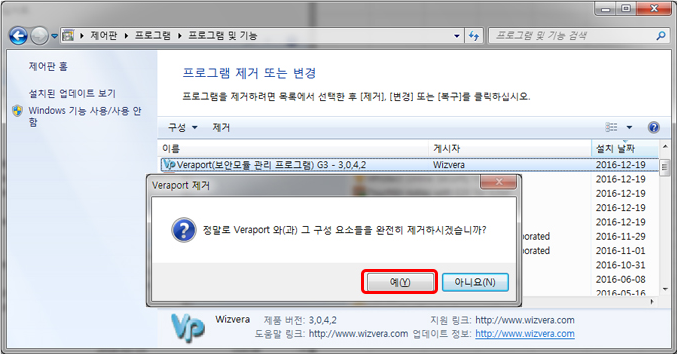 제어판 ▸ 프로그램 ▸ 프로그램 및 기능
프로그램 및 기능 검색
제어판 홈
설치된 업데이트 보기
Windows 기능 사용/사용 안 함
프로그램 제거 또는 변경
프로그램을 제거하려면 목록에서 선택한 후 [제거], [변경] 또는 [복구]를 클릭하십시오.
구성 제거
이름 게시자 설치 날짜
Veraport(보안모듈 관리 프로그램) G3 - 3,0,4,2 Wizvera 2016-12-19
2016-12-19
2016-12-19
2016-12-19
2016-12-19
orporated 2016-11-29
orporated 2016-11-01
2016-10-31
2016-06-08
2016-05-16
Veraport 제거
정말로 Veraport 와(과) 그 구성 요소들을 완전히 제거하시겠습니까?
예(Y) 아니요(N)
Vp
Wizvera 제품 버전: 3,0,4,2 지원 링크: http://www.wizvera.com
도움말 링크: http://www.wizvera.com 업데이트 정보: http://www.wizvera.com